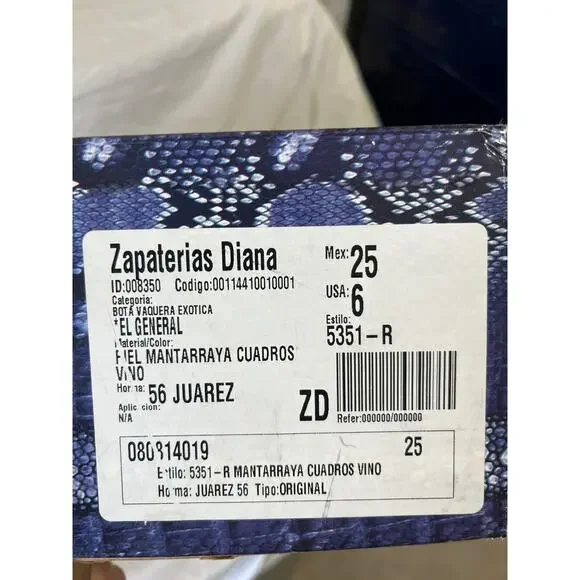 Zapaterias Diana
ID:008350 Codigo:00114410010001
Categoria:
BOTA VAQUERA EXOTICA
*EL GENERAL
Material/Color:
PIEL MANTARRAYA CUADROS
VINO
Horma: 56 JUAREZ
Aplicacion:
N/A
Mex: 25
USA: 6
Estilo:
5351-R
ZD
Refer:000000/000000
080814019 25
Estilo: 5351-R MANTARRAYA CUADROS VINO
Horma: JUAREZ 56 Tipo:ORIGINAL